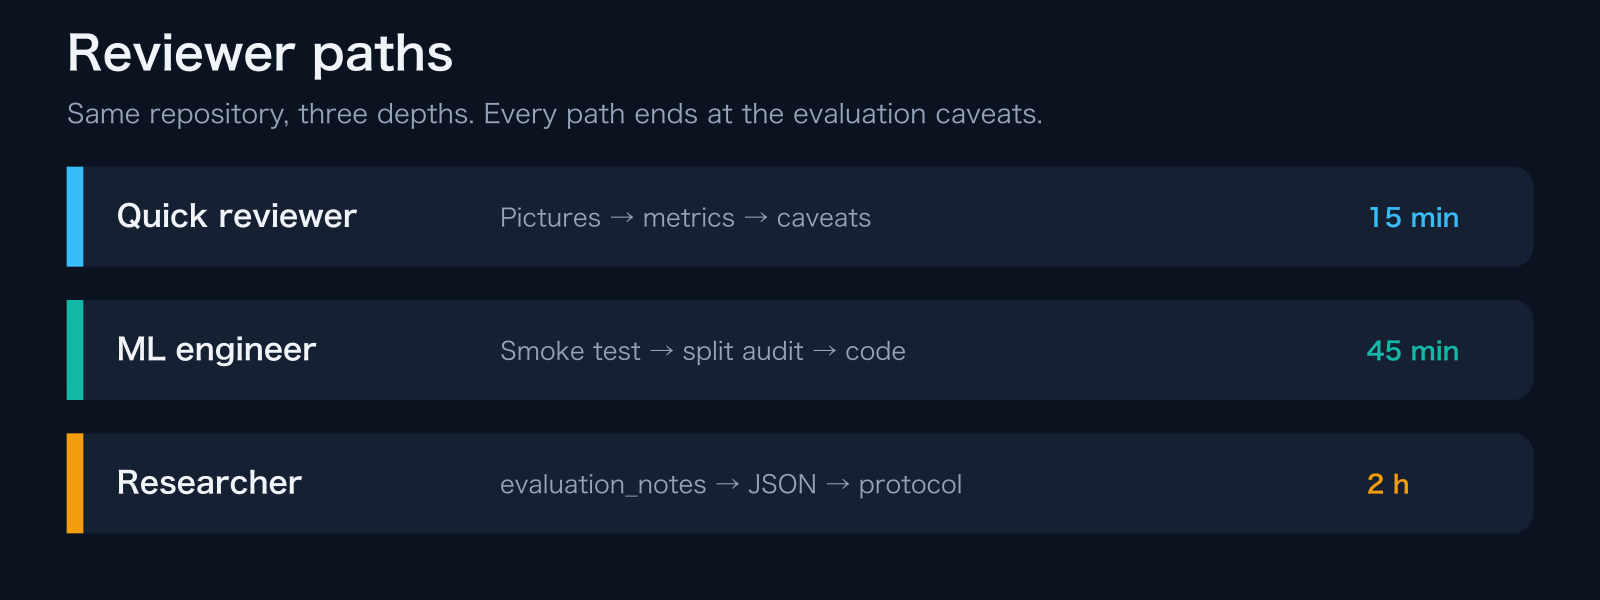 Reviewer paths
Same repository, three depths. Every path ends at the evaluation caveats.
Quick reviewer Pictures → metrics → caveats 15 min
ML engineer Smoke test → split audit → code 45 min
Researcher evaluation_notes → JSON → protocol 2 h